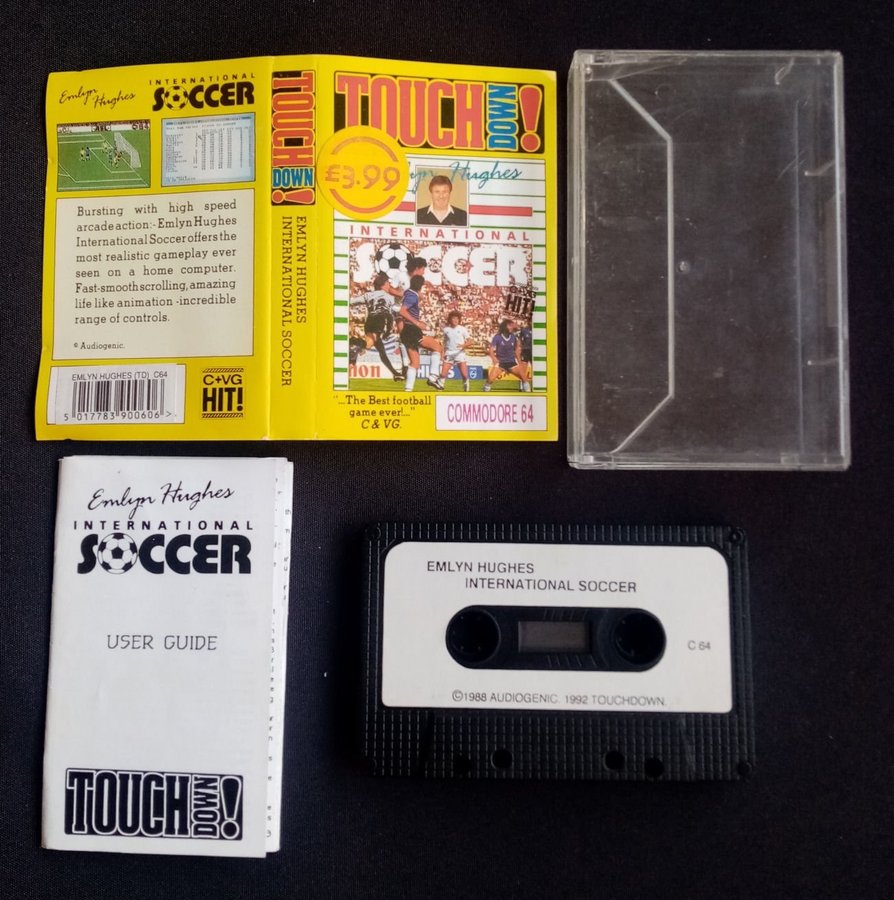 Emlyn Hughes
INTERNATIONAL
SOCCER
Bursting with high speed
arcade action:- Emlyn Hughes
International Soccer offers the
most realistic gameplay ever
seen on a home computer.
Fast-smooth scrolling, amazing
life like animation -incredible
range of controls.
© Audiogenic.
EMLYN HUGHES (TD) C64
5 017783 900606 >
C+VG
HIT!
TOUCH
DOWN!
EMLYN HUGHES
INTERNATIONAL SOCCER
TOUCH
DOWN!
£3.99
Hughes
INTERNATIONAL
SOCCER
HIT!
"...The Best football
game ever!..."
C & VG.
COMMODORE 64
Emlyn Hughes
INTERNATIONAL
SOCCER
USER GUIDE
TOUCH
DOWN!
EMLYN HUGHES
INTERNATIONAL SOCCER
C 64
©1988 AUDIOGENIC. 1992 TOUCHDOWN.